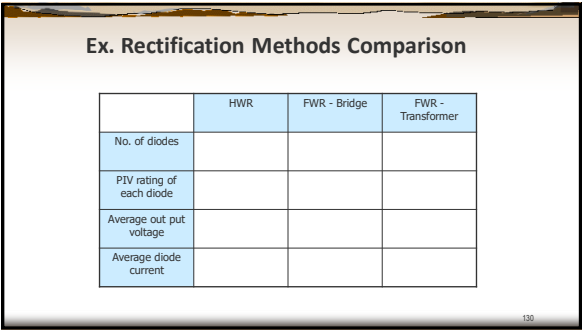 Ex. Rectification Methods Comparison
HWR
FWR - Bridge
FWR -
Transformer
No. of diodes
PIV rating of
each diode
Average out put
voltage
Average diode
current
130